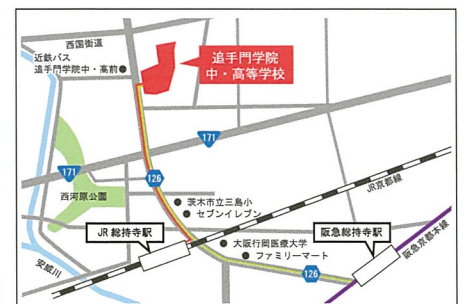 西国街道
近鉄バス
追手門学院中・高前●
追手門学院
中・高等学校
171
171
126
西河原公園
● 茨木市立三島小
● セブンイレブン
JR京都線
JR 総持寺駅
阪急総持寺駅
● 大阪行岡医療大学
● ファミリーマート
126
阪急京都本線
安威川